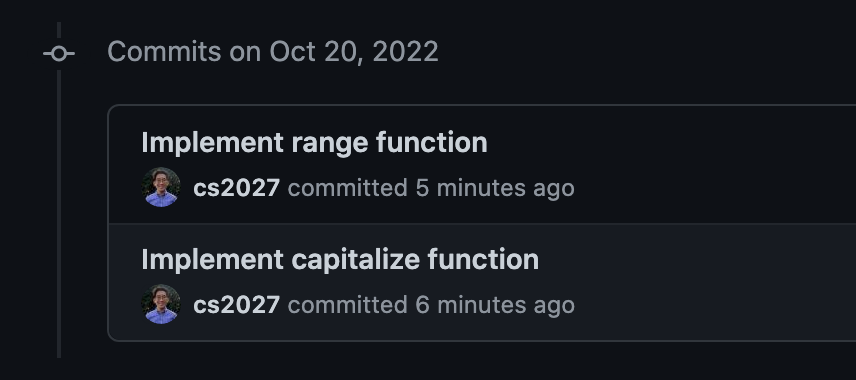 Commits on Oct 20, 2022
Implement range function
cs2027 committed 5 minutes ago
Implement capitalize function
cs2027 committed 6 minutes ago